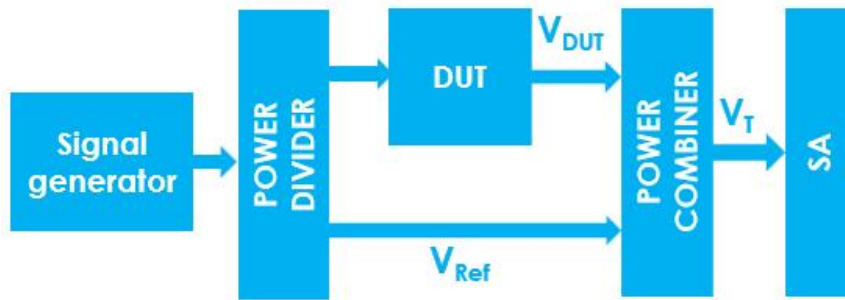 Signal
generator
POWER
DIVIDER
DUT
V_DUT
V_Ref
POWER
COMBINER
V_T
SA